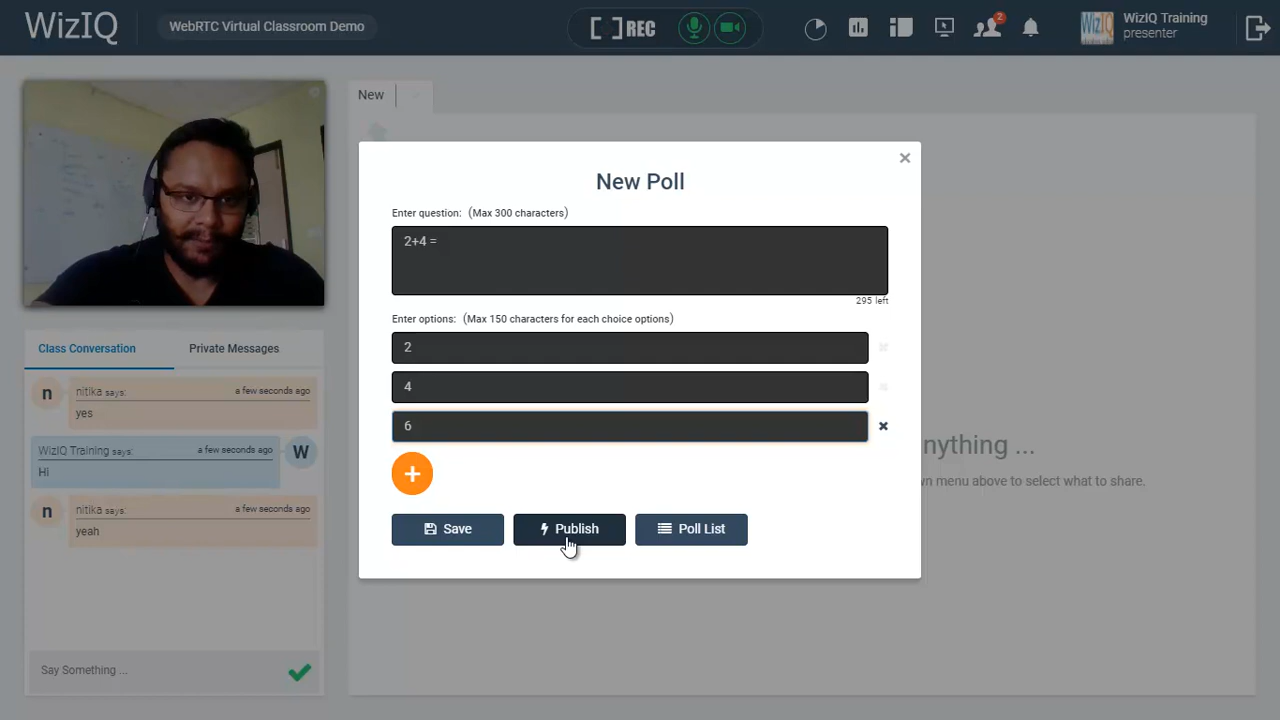 WizIQ
WebRTC Virtual Classroom Demo
[ ]REC
2
WizIQ Training
presenter
New
New Poll
Enter question: (Max 300 characters)
2+4 =
295 left
Enter options: (Max 150 characters for each choice options)
2
4
6
+
Save
Publish
Poll List
Class Conversation
Private Messages
n
nitika says:
a few seconds ago
yes
WizIQ Training says:
a few seconds ago
W
Hi
n
nitika says:
a few seconds ago
yeah
Say Something ...
nything ...
wn menu above to select what to share.